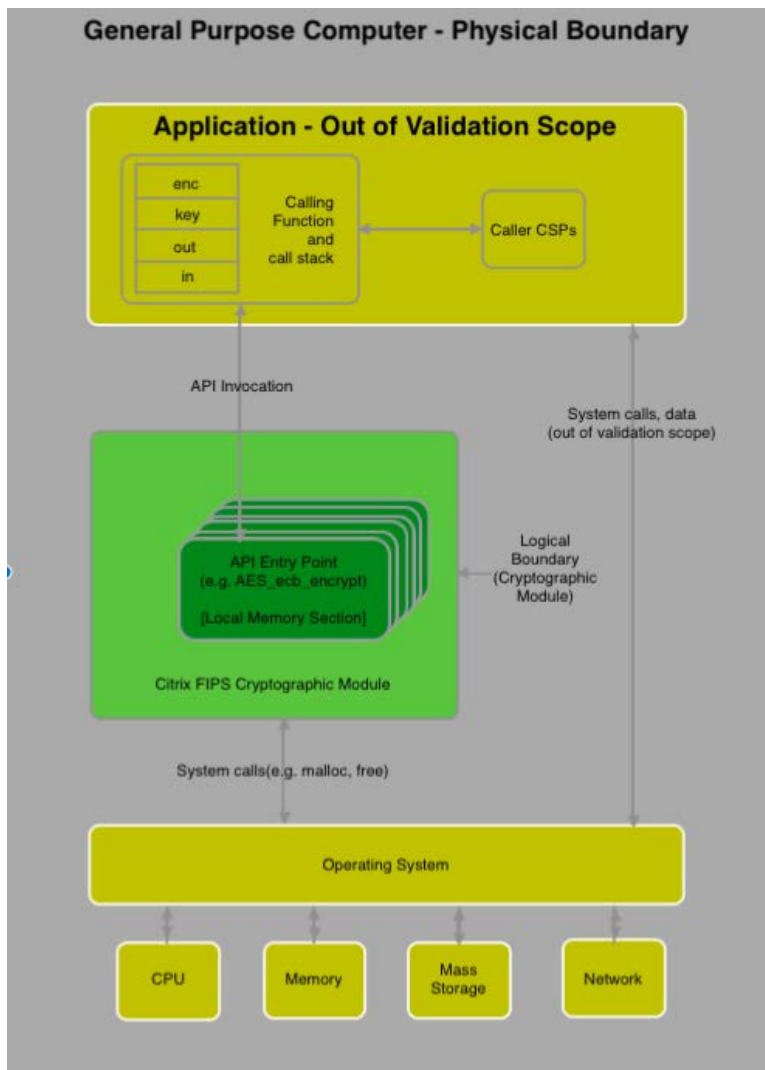 General Purpose Computer - Physical Boundary
Application - Out of Validation Scope
enc
key
out
in
Calling
Function
and
call stack
Caller CSPs
API Invocation
System calls, data
(out of validation scope)
API Entry Point
(e.g. AES_ecb_encrypt)
[Local Memory Section]
Logical
Boundary
(Cryptographic
Module)
Citrix FIPS Cryptographic Module
System calls(e.g. malloc, free)
Operating System
CPU
Memory
Mass
Storage
Network